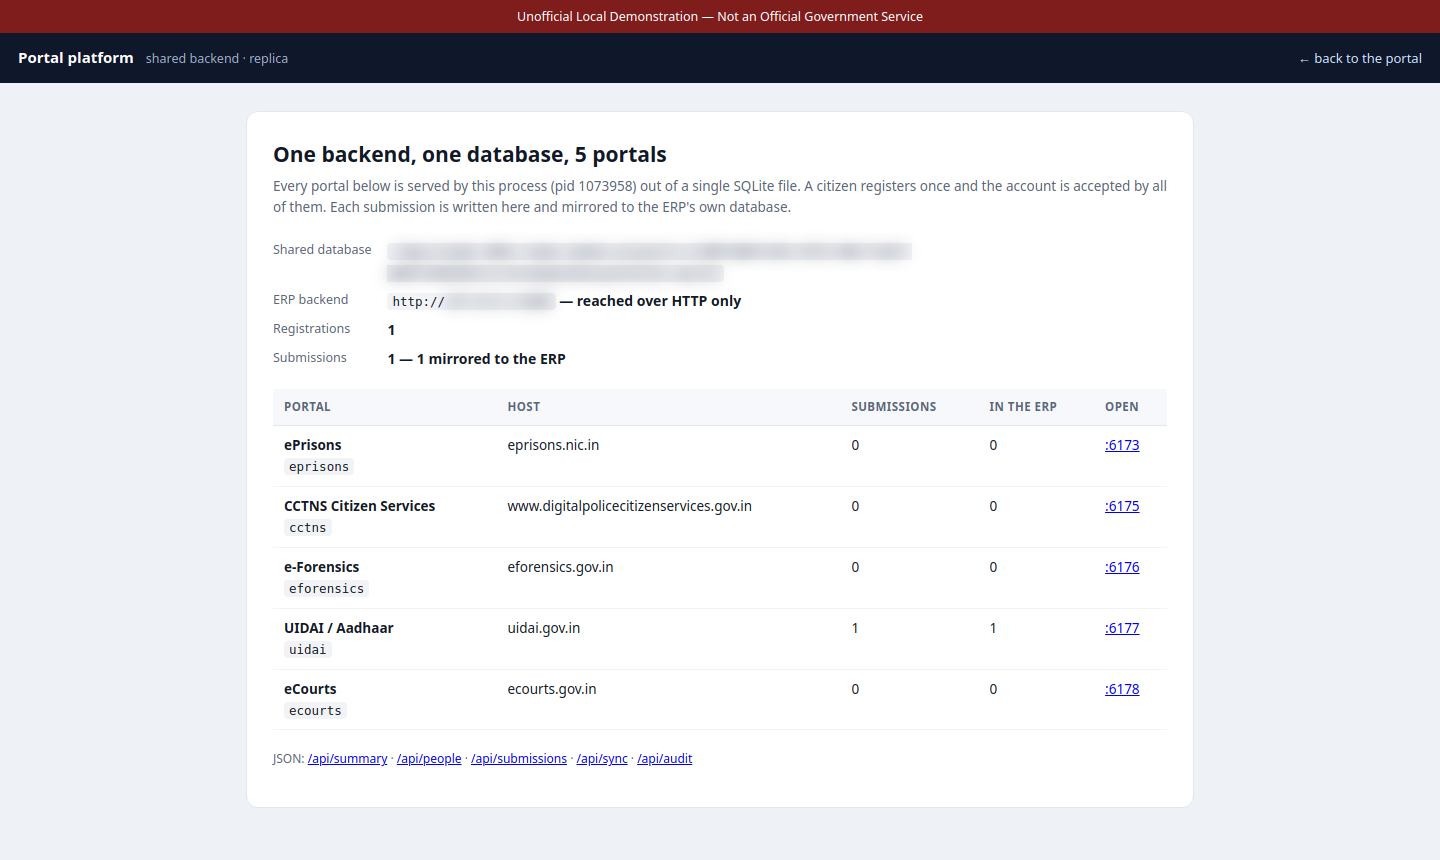 Unofficial Local Demonstration — Not an Official Government Service
Portal platform shared backend · replica ← back to the portal
One backend, one database, 5 portals
Every portal below is served by this process (pid 1073958) out of a single SQLite file. A citizen registers once and the account is accepted by all
of them. Each submission is written here and mirrored to the ERP's own database.
Shared database
ERP backend http:// — reached over HTTP only
Registrations 1
Submissions 1 — 1 mirrored to the ERP
PORTAL HOST SUBMISSIONS IN THE ERP OPEN
ePrisons eprisons.nic.in 0 0 :6173
eprisons
CCTNS Citizen Services www.digitalpolicecitizenservices.gov.in 0 0 :6175
cctns
e-Forensics eforensics.gov.in 0 0 :6176
eforensics
UIDAI / Aadhaar uidai.gov.in 1 1 :6177
uidai
eCourts ecourts.gov.in 0 0 :6178
ecourts
JSON: /api/summary · /api/people · /api/submissions · /api/sync · /api/audit